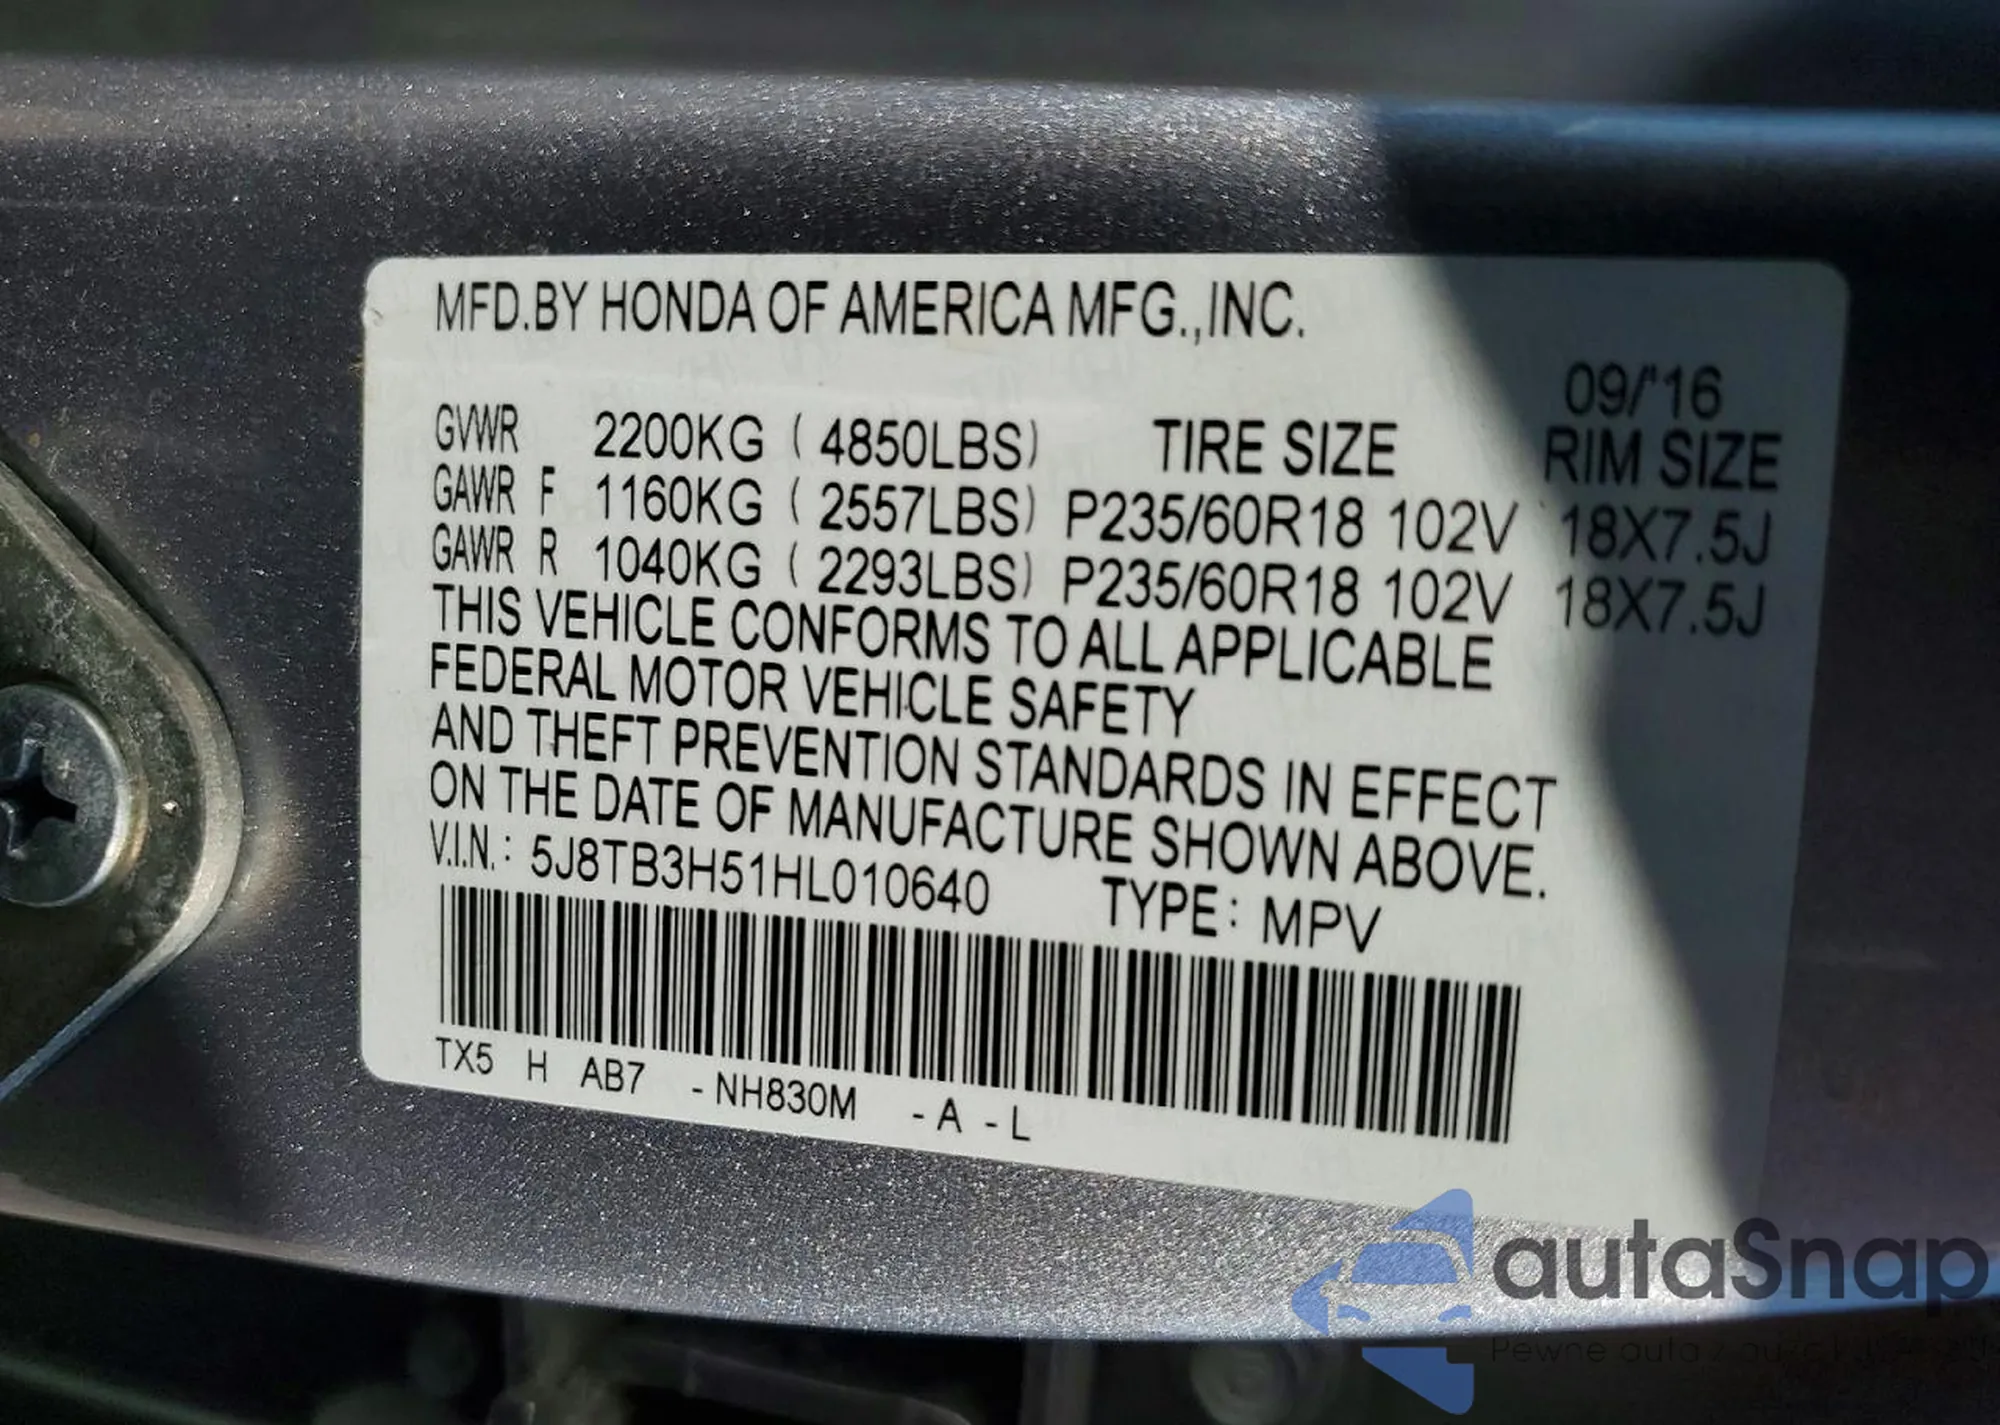 MFD.BY HONDA OF AMERICA MFG.,INC.
09/'16
GVWR 2200KG ( 4850LBS) TIRE SIZE RIM SIZE
GAWR F 1160KG ( 2557LBS) P235/60R18 102V 18X7.5J
GAWR R 1040KG ( 2293LBS) P235/60R18 102V 18X7.5J
THIS VEHICLE CONFORMS TO ALL APPLICABLE
FEDERAL MOTOR VEHICLE SAFETY
AND THEFT PREVENTION STANDARDS IN EFFECT
ON THE DATE OF MANUFACTURE SHOWN ABOVE.
V.I.N.: 5J8TB3H51HL010640 TYPE: MPV
TX5 H AB7 -NH830M -A -L
autaSnap
Pewne auta